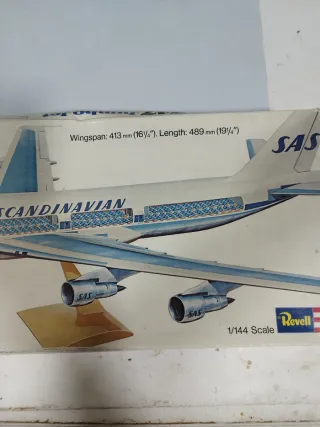 Wingspan: 413 mm (16¼"). Length: 489 mm (19¼")
SAS
SCANDINAVIAN
SAS
SAS
Revell
1/144 Scale